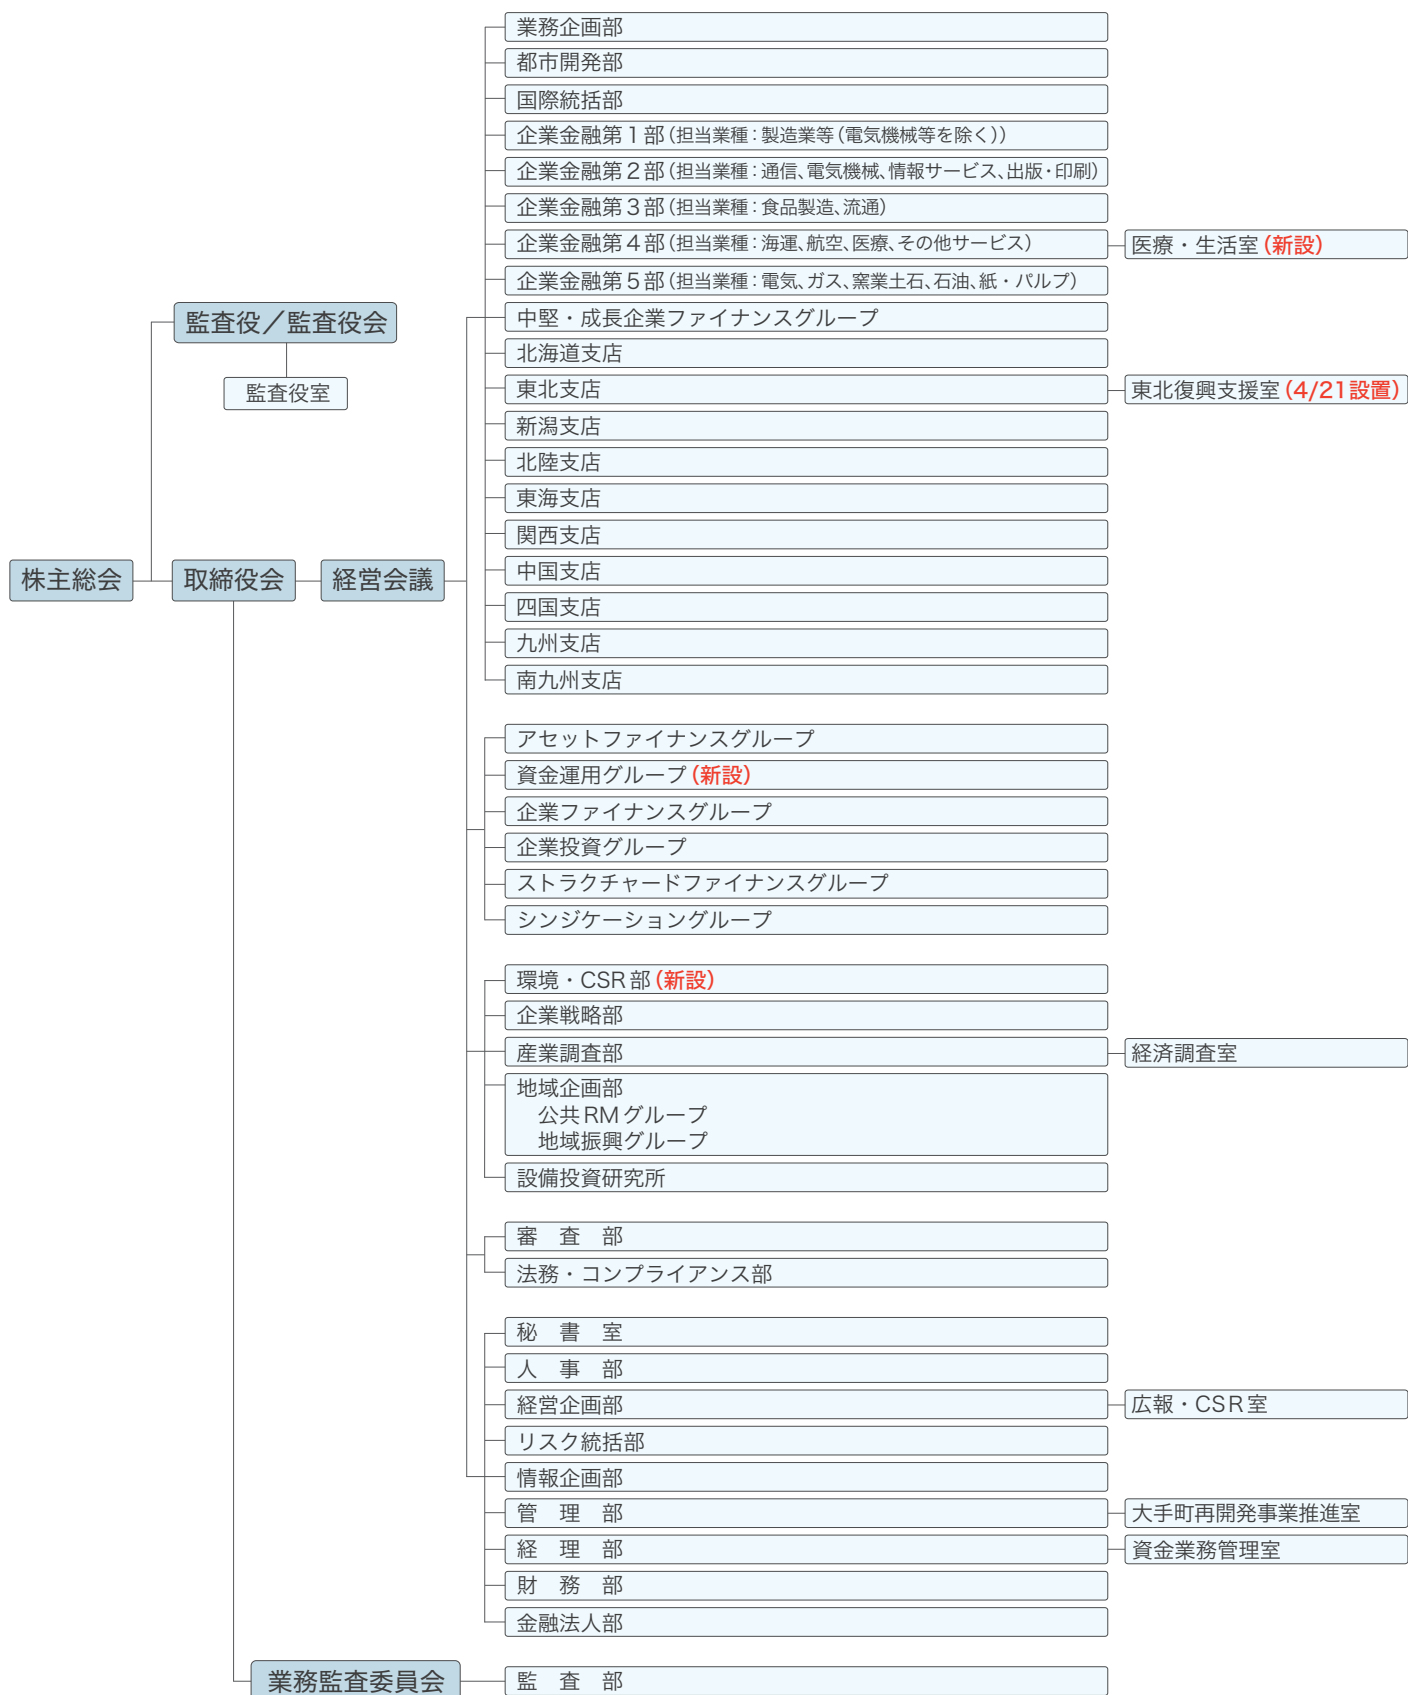 業務企画部
都市開発部
国際統括部
企業金融第1部(担当業種:製造業等(電気機械等を除く))
企業金融第2部(担当業種:通信、電気機械、情報サービス、出版・印刷)
企業金融第3部(担当業種:食品製造、流通)
企業金融第4部(担当業種:海運、航空、医療、その他サービス)
医療・生活室(新設)
企業金融第5部(担当業種:電気、ガス、窯業土石、石油、紙・パルプ)
監査役/監査役会
中堅・成長企業ファイナンスグループ
北海道支店
監査役室
東北支店
東北復興支援室(4/21設置)
新潟支店
北陸支店
東海支店
関西支店
株主総会
取締役会
経営会議
中国支店
四国支店
九州支店
南九州支店
アセットファイナンスグループ
資金運用グループ(新設)
企業ファイナンスグループ
企業投資グループ
ストラクチャードファイナンスグループ
シンジケーショングループ
環境・CSR部(新設)
企業戦略部
産業調査部
経済調査室
地域企画部
公共RMグループ
地域振興グループ
設備投資研究所
審 査 部
法務・コンプライアンス部
秘 書 室
人 事 部
経営企画部
広報・CSR室
リスク統括部
情報企画部
管 理 部
大手町再開発事業推進室
経 理 部
資金業務管理室
財 務 部
金融法人部
業務監査委員会
監 査 部